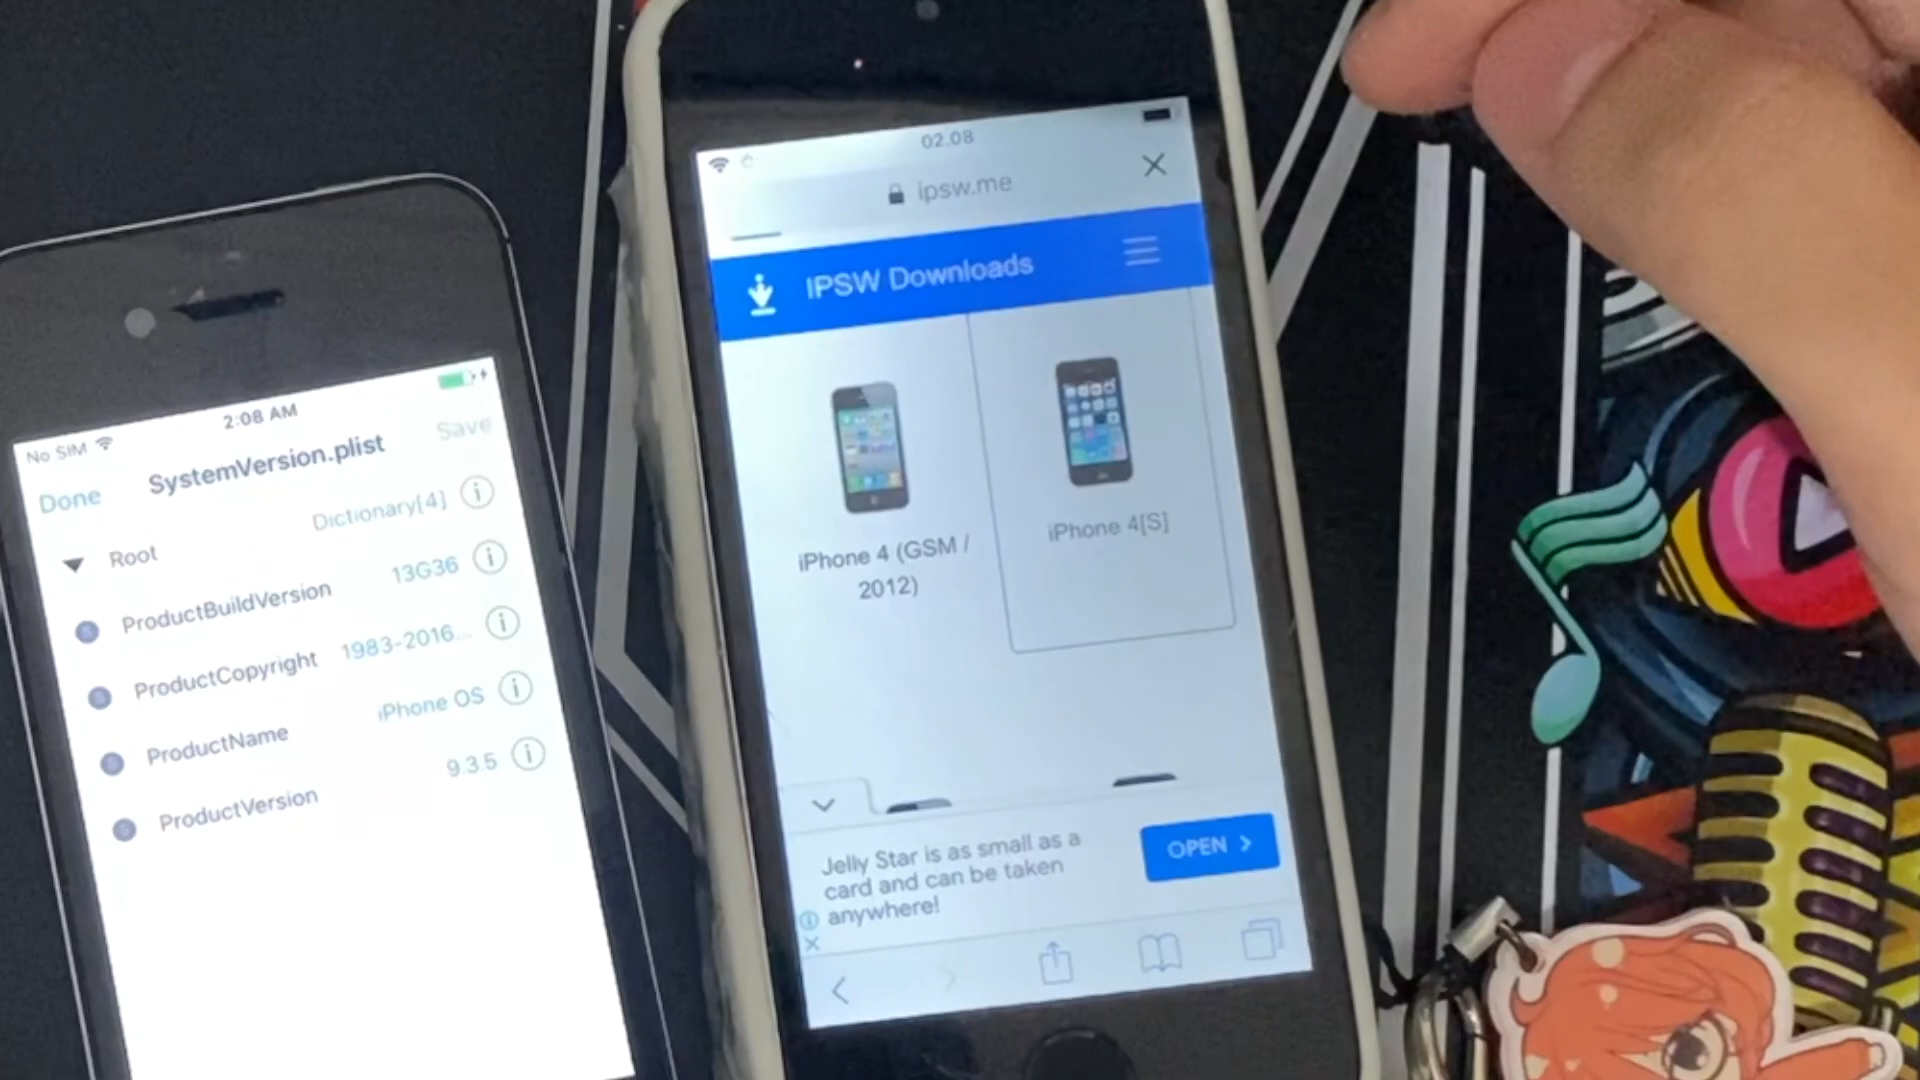 2:08 AM
No SIM
Save
SystemVersion.plist
Done
Dictionary[4]
Root
13G36
ProductBuildVersion
1983-2016...
ProductCopyright
iPhone OS
ProductName
9.3.5
ProductVersion
02.08
ipsw.me
IPSW Downloads
iPhone 4 (GSM /
2012)
iPhone 4[S]
Jelly Star is as small as a
card and can be taken
anywhere!
OPEN